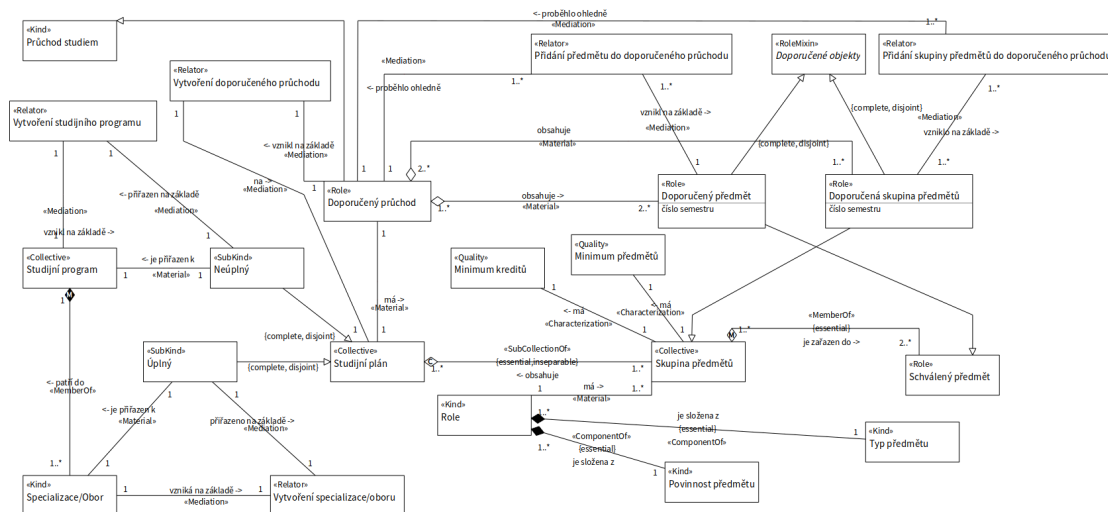 <- proběhlo ohledně
«Mediation»
1..*
«Kind»
Průchod studiem
«Relator»
Přidání předmětu do doporučeného průchodu
«RoleMixin»
Doporučené objekty
«Relator»
Přidání skupiny předmětů do doporučeného průchodu
«Mediation»
1..*
<- proběhlo ohledně
«Relator»
Vytvoření doporučeného průchodu
1..*
1..*
«Relator»
Vytvoření studijního programu
1
1
{complete, disjoint}
vznikl na základě ->
«Mediation»
«Mediation»
vzniklo na základě ->
obsahuje
«Material»
{complete, disjoint}
<- vznikl na základě
«Mediation»
1
1
1
1
1
1
2..*
1..*
1..*
1..*
na ->
«Mediation»
<- přiřazen na základě
«Mediation»
«Role»
Doporučený průchod
obsahuje ->
«Material»
1..*
2..*
«Role»
Doporučený předmět
číslo semestru
«Role»
Doporučená skupina předmětů
číslo semestru
«Mediation»
vznikl na základě ->
1
1
1
«Quality»
Minimum předmětů
«Collective»
Studijní program
<- je přiřazen k
«Material»
1
1
«SubKind»
Neúplný
«Quality»
Minimum kreditů
1
1
1
má ->
«Material»
<- má
«Characterization»
<- má
«Characterization»
{complete, disjoint}
1
1
1
1
«MemberOf»
{essential}
je zařazen do ->
1..*
2..*
«SubKind»
Úplný
{complete, disjoint}
«Collective»
Studijní plán
«SubCollectionOf»
{essential,inseparable}
<- obsahuje
1..*
1..*
«Collective»
Skupina předmětů
«Role»
Schválený předmět
<- patří do
«MemberOf»
1
1
má ->
«Material»
1
1..*
«Kind»
Role
<- je přiřazen k
«Material»
přiřazeno na základě ->
«Mediation»
1..*
je složena z
{essential}
«ComponentOf»
1
«Kind»
Typ předmětu
«ComponentOf»
{essential}
je složena z
1..*
1
«Kind»
Povinnost předmětu
1..*
1
1
«Kind»
Specializace/Obor
1
vzniká na základě ->
«Mediation»
1
«Relator»
Vytvoření specializace/oboru